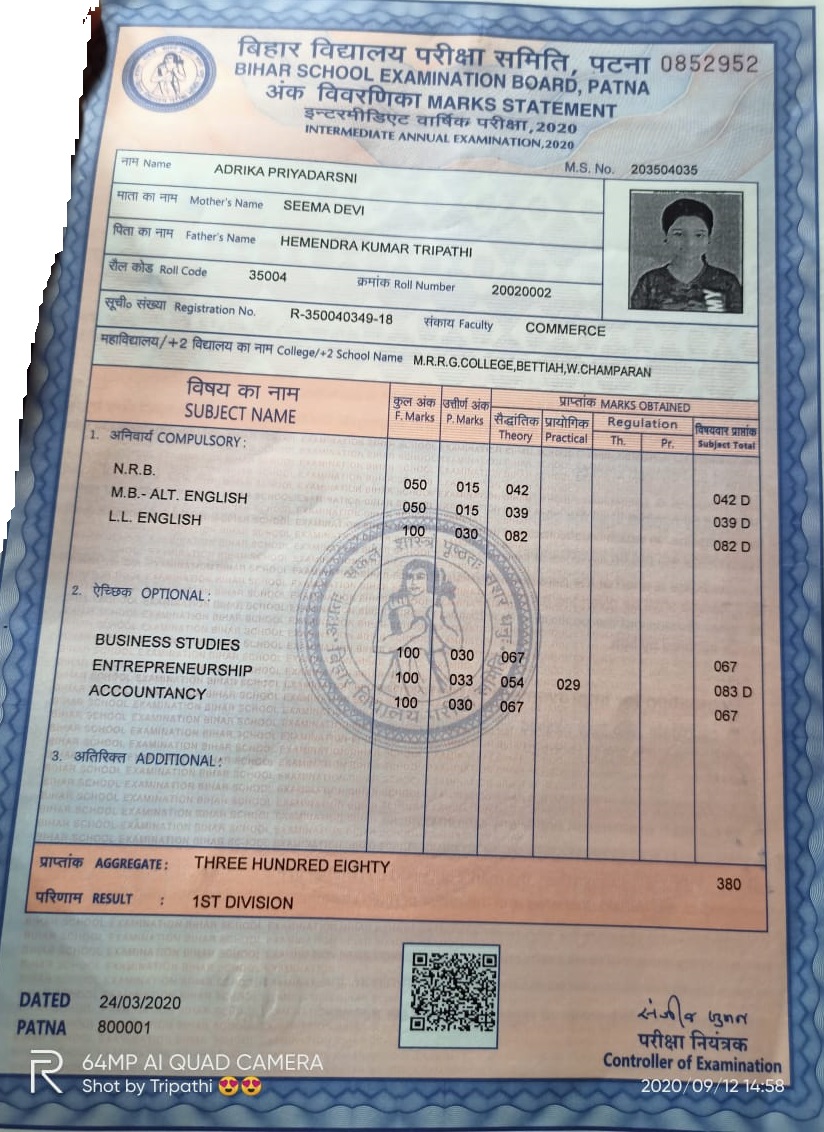 बिहार विद्यालय परीक्षा समिति, पटना 0852952
BIHAR SCHOOL EXAMINATION BOARD, PATNA
अंक विवरणिका MARKS STATEMENT
इन्टरमीडिएट वार्षिक परीक्षा, 2020
INTERMEDIATE ANNUAL EXAMINATION,2020
M.S. No. 203504035
नाम Name ADRIKA PRIYADARSNI
माता का नाम Mother's Name SEEMA DEVI
पिता का नाम Father's Name HEMENDRA KUMAR TRIPATHI
रौल कोड Roll Code 35004 क्रमांक Roll Number 20020002
सूची० संख्या Registration No. R-350040349-18 संकाय Faculty COMMERCE
महाविद्यालय/+2 विद्यालय का नाम College/+2 School Name M.R.R.G.COLLEGE,BETTIAH,W.CHAMPARAN
विषय का नाम कुल अंक उत्तीर्ण अंक प्राप्तांक MARKS OBTAINED
SUBJECT NAME F. Marks P. Marks सैद्धांतिक प्रायोगिक Regulation विषयवार प्राप्तांक
Theory Practical Th. Pr. Subject Total
1. अनिवार्य COMPULSORY :
N.R.B. 050 015 042 042 D
M.B.- ALT. ENGLISH 050 015 039 039 D
L.L. ENGLISH 100 030 082 082 D
2. ऐच्छिक OPTIONAL :
BUSINESS STUDIES 100 030 067 067
ENTREPRENEURSHIP 100 033 054 029 083 D
ACCOUNTANCY 100 030 067 067
3. अतिरिक्त ADDITIONAL :
प्राप्तांक AGGREGATE : THREE HUNDRED EIGHTY 380
परिणाम RESULT : 1ST DIVISION
DATED 24/03/2020
PATNA 800001
परीक्षा नियंत्रक
Controller of Examination
64MP AI QUAD CAMERA
Shot by Tripathi 😍😍
2020/09/12 14:58